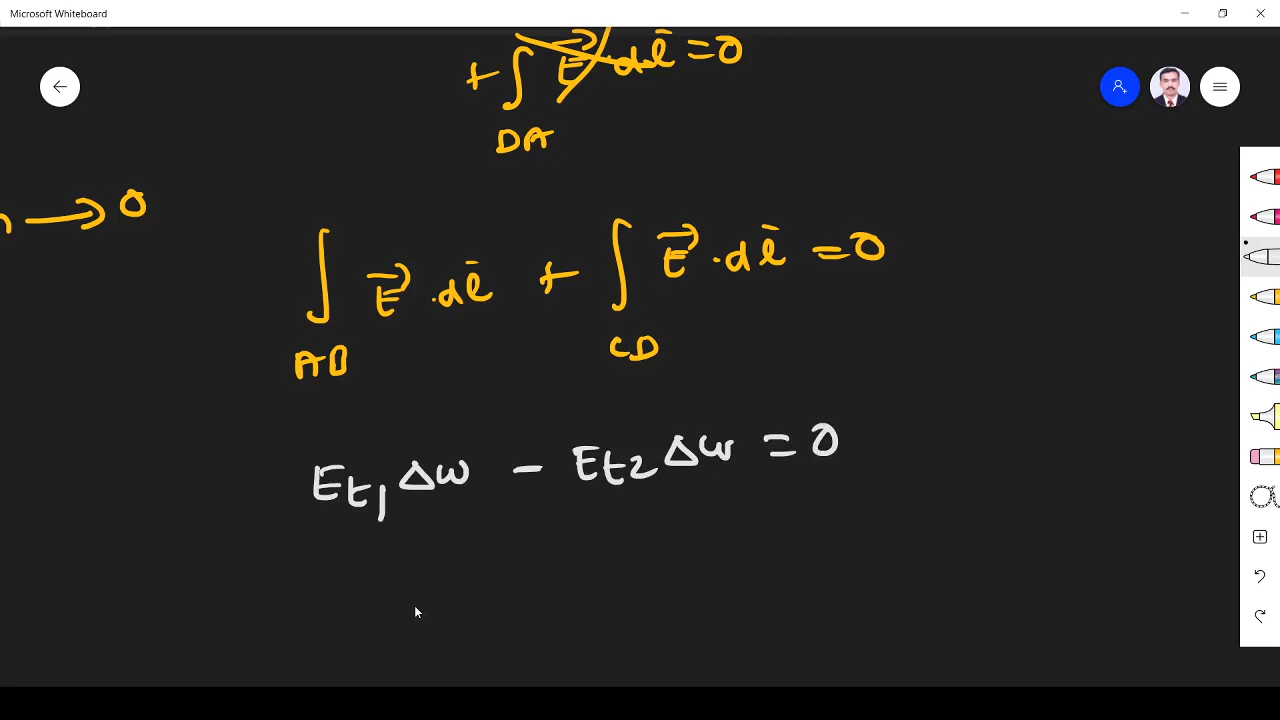 Microsoft Whiteboard
+∫ E⃗ · dl̄ = 0
DA
→ 0
∫ E⃗ · dl̄ + ∫ E⃗ · dl̄ = 0
AB CD
Et1 Δw − Et2 Δw = 0